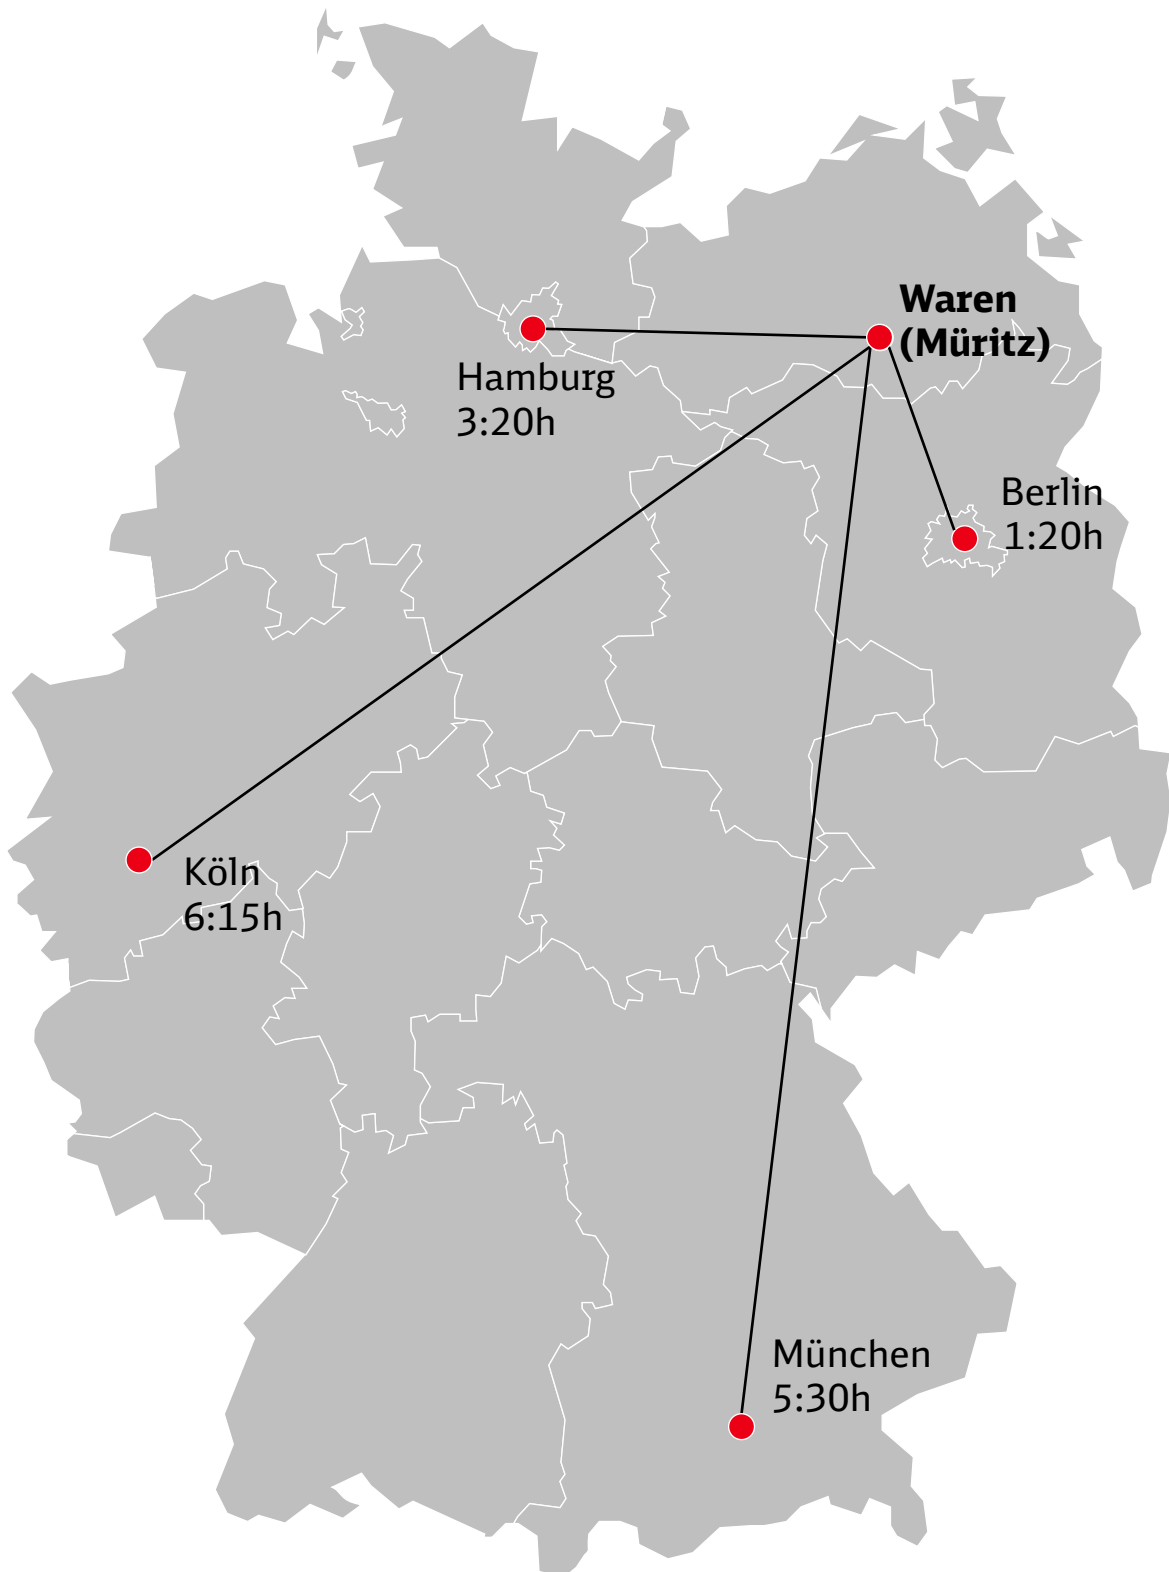 Waren
(Müritz)
Hamburg
3:20h
Berlin
1:20h
Köln
6:15h
München
5:30h